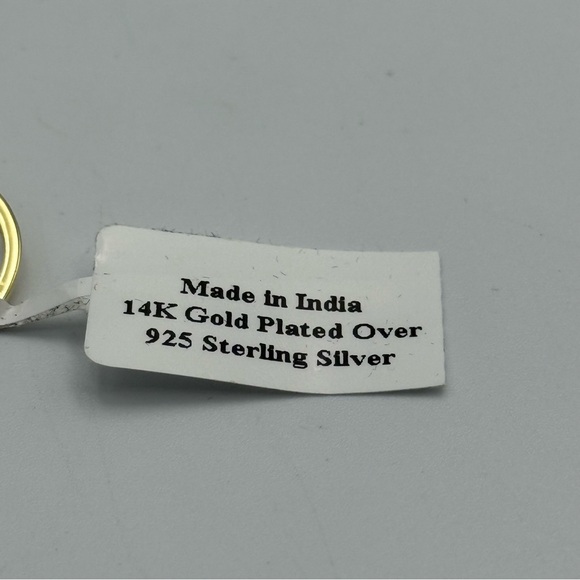 Made in India
14K Gold Plated Over
925 Sterling Silver